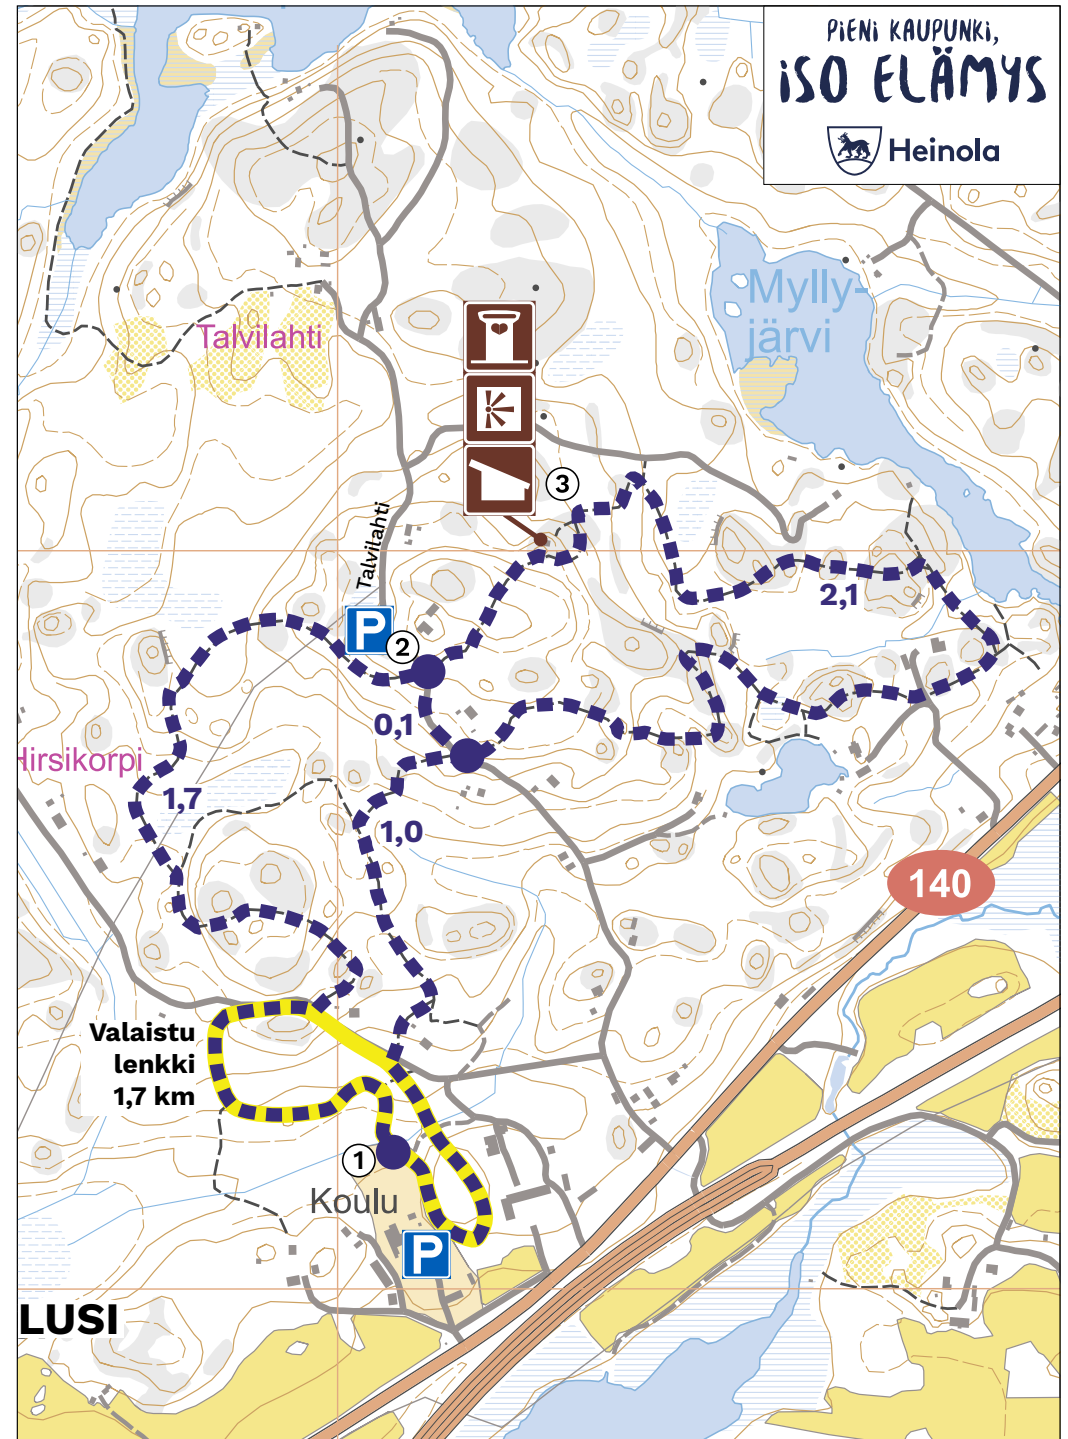 PIENI KAUPUNKI,
ISO ELÄMYS
Heinola
Mylly-
järvi
Talvilahti
3
Talvilahti
P
2
2,1
0,1
Hirsikorpi
1,7
1,0
140
Valaistu
lenkki
1,7 km
1
Koulu
P
LUSI